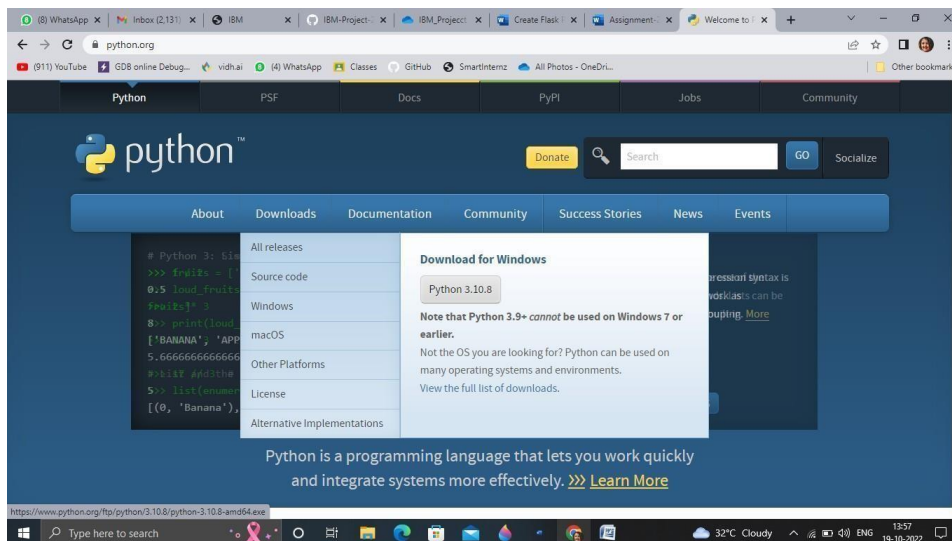 (8) WhatsApp
Inbox (2,131)
IBM
IBM-Project-
IBM_Project
Create Flask
Assignment-
Welcome to
python.org
(911) YouTube
GDB online Debug...
vidh.ai
(4) WhatsApp
Classes
GitHub
SmartInternz
All Photos - OneDri...
Other bookmark
Python
PSF
Docs
PyPI
Jobs
Community
python™
Donate
Search
GO
Socialize
About
Downloads
Documentation
Community
Success Stories
News
Events
# Python 3: Sim
>>> fruits = ['
loud_fruits
>> print(loud_
['BANANA', 'APP
5.6666666666666
>> list(enumer
[(0, 'Banana'),
All releases
Source code
Windows
macOS
Other Platforms
License
Alternative Implementations
Download for Windows
Python 3.10.8
Note that Python 3.9+ cannot be used on Windows 7 or
earlier.
Not the OS you are looking for? Python can be used on
many operating systems and environments.
View the full list of downloads.
syntax is
can be
More
Python is a programming language that lets you work quickly
and integrate systems more effectively. >>> Learn More
https://www.python.org/ftp/python/3.10.8/python-3.10.8-amd64.exe
Type here to search
32°C Cloudy
ENG
13:57
19-10-2022